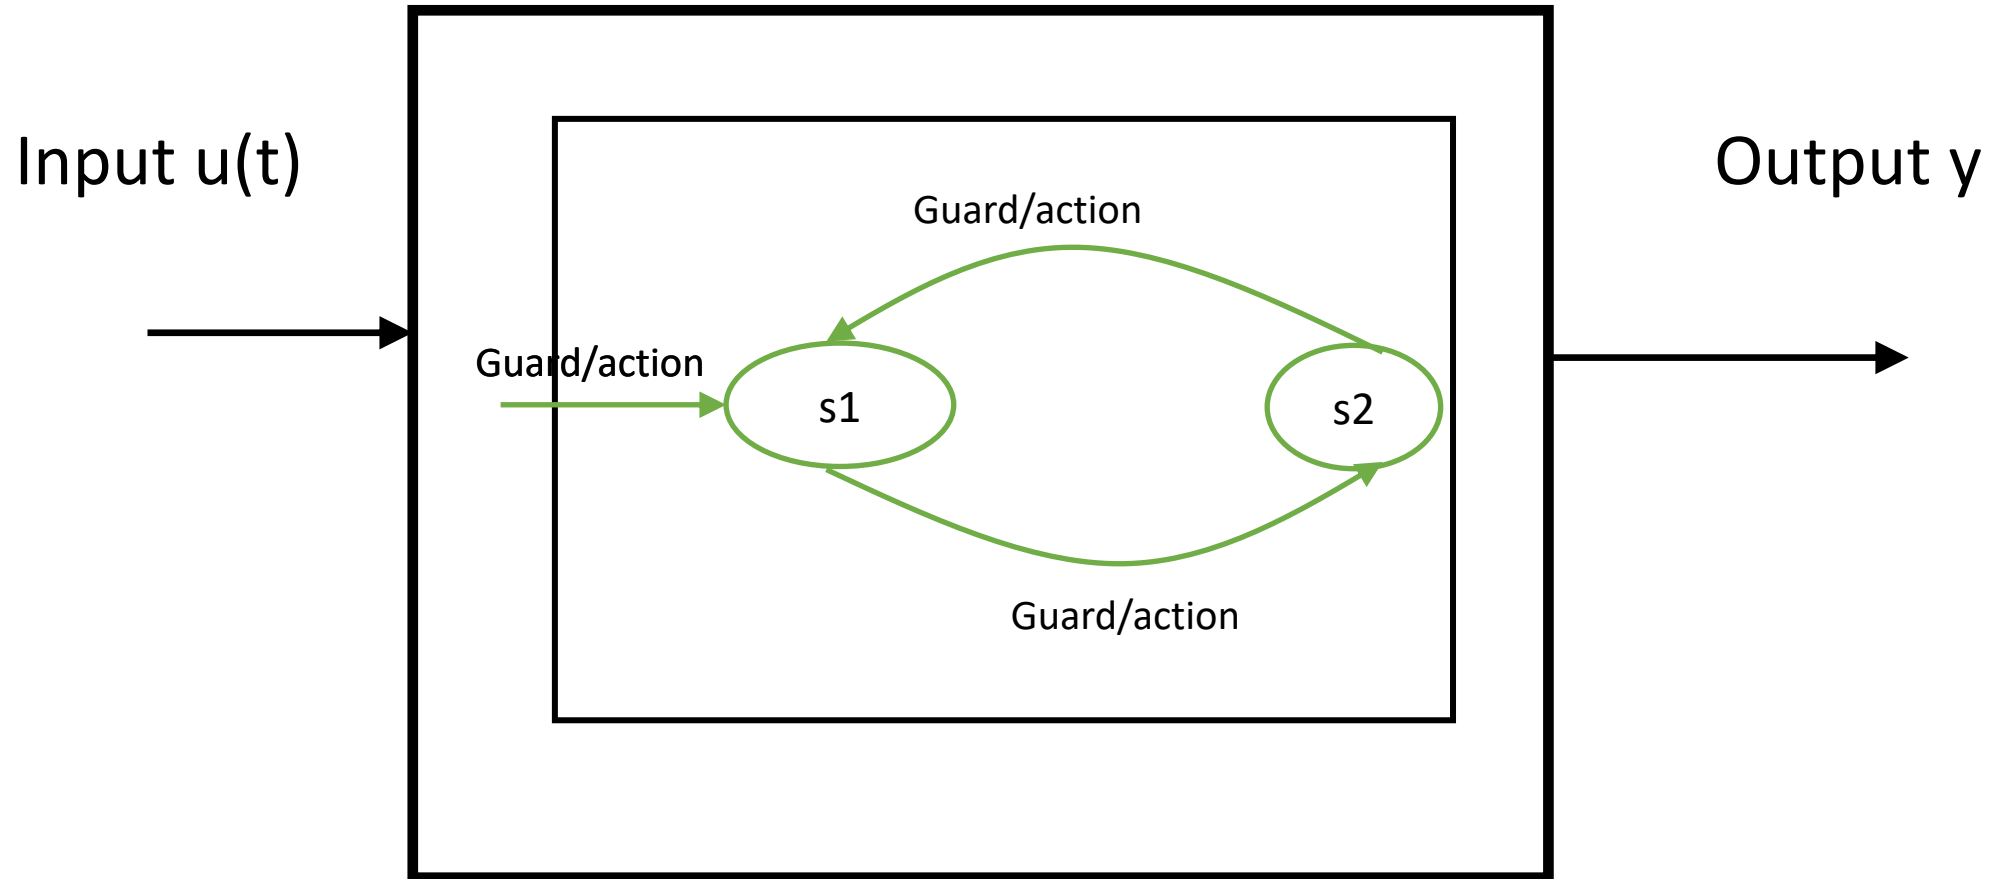 Input u(t)
Output y
Guard/action
Guard/action
s1
s2
Guard/action